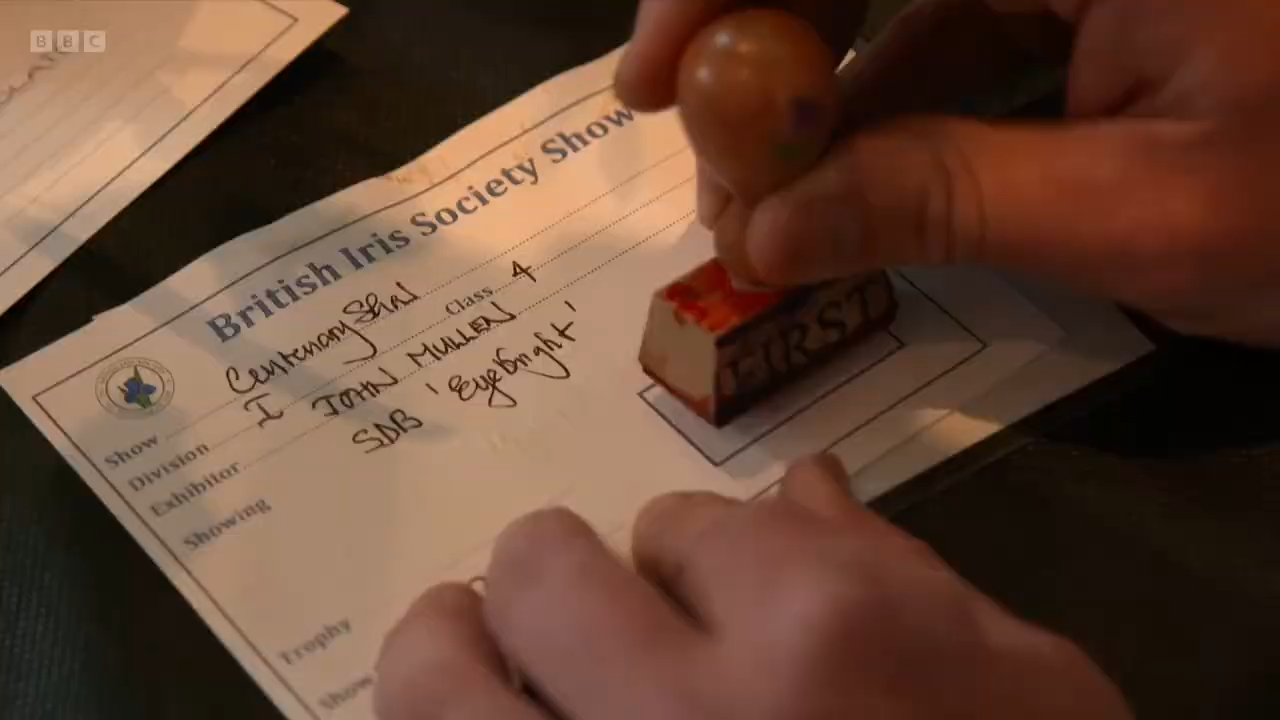 BBC
British Iris Society Show
Show Centenary Show
Division I Class 4
Exhibitor JOHN MULLEN
Showing SDB 'Eyebright'
Trophy
Show
FIRST